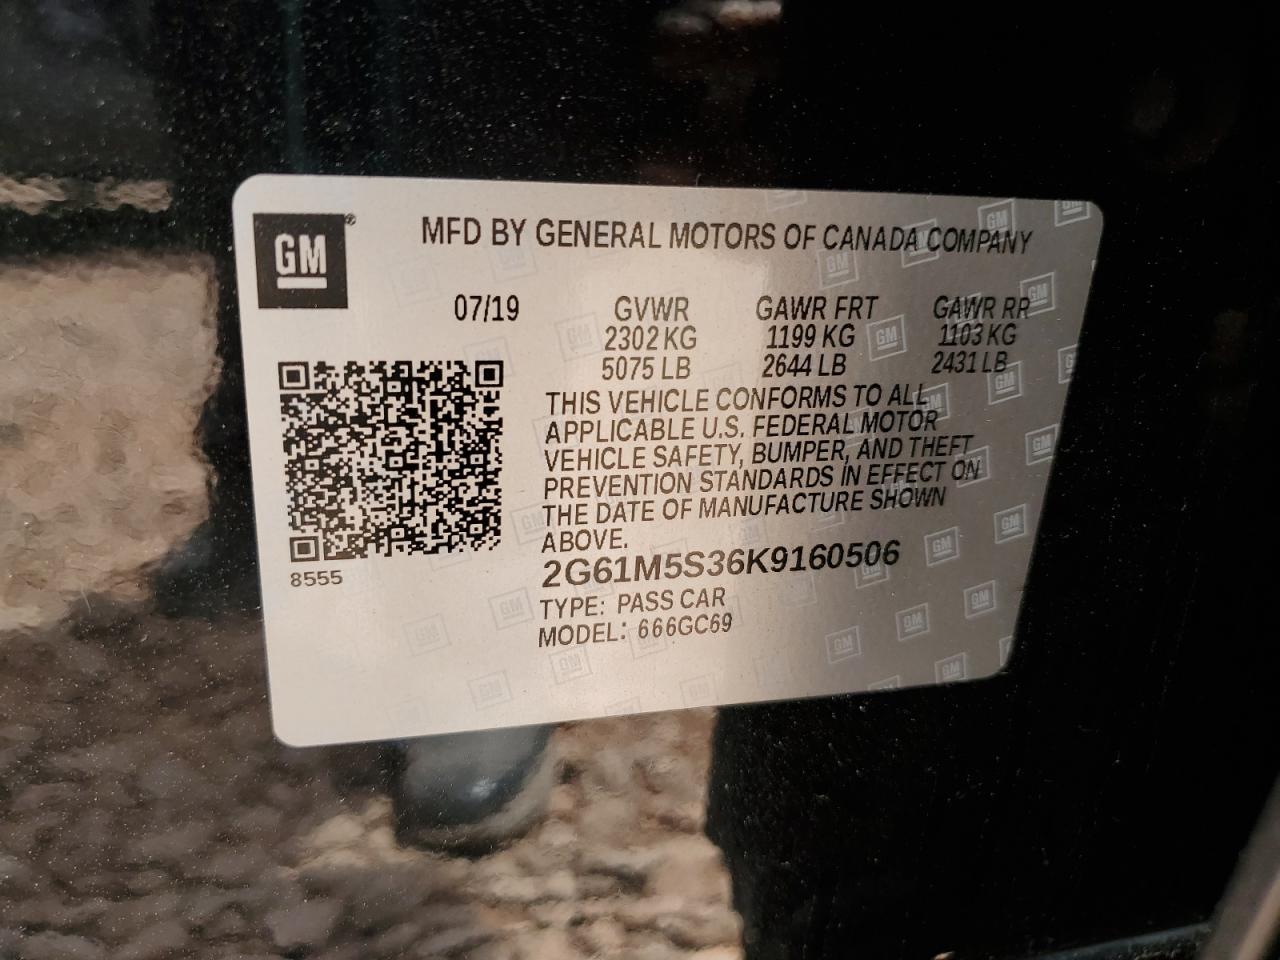 GM®
MFD BY GENERAL MOTORS OF CANADA COMPANY
07/19 GVWR GAWR FRT GAWR RR
2302 KG 1199 KG 1103 KG
5075 LB 2644 LB 2431 LB
THIS VEHICLE CONFORMS TO ALL
APPLICABLE U.S. FEDERAL MOTOR
VEHICLE SAFETY, BUMPER, AND THEFT
PREVENTION STANDARDS IN EFFECT ON
THE DATE OF MANUFACTURE SHOWN
ABOVE.
8555
2G61M5S36K9160506
TYPE: PASS CAR
MODEL: 666GC69